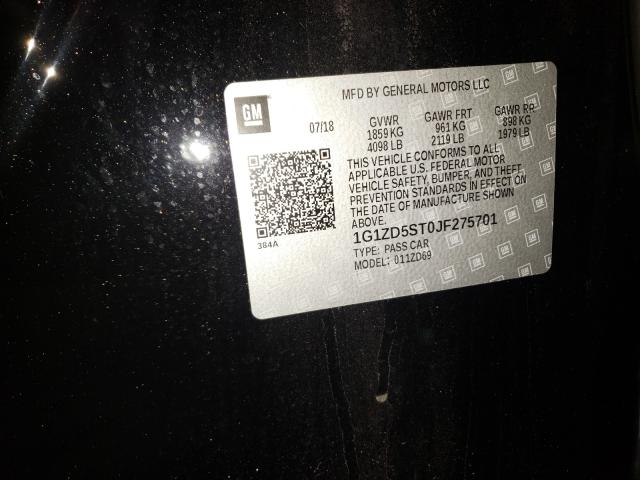 GM
MFD BY GENERAL MOTORS LLC
07/18
GVWR GAWR FRT GAWR RR
1859 KG 961 KG 898 KG
4098 LB 2119 LB 1979 LB
THIS VEHICLE CONFORMS TO ALL
APPLICABLE U.S. FEDERAL MOTOR
VEHICLE SAFETY, BUMPER, AND THEFT
PREVENTION STANDARDS IN EFFECT ON
THE DATE OF MANUFACTURE SHOWN
ABOVE.
384A
1G1ZD5ST0JF275701
TYPE: PASS CAR
MODEL: 011ZD69